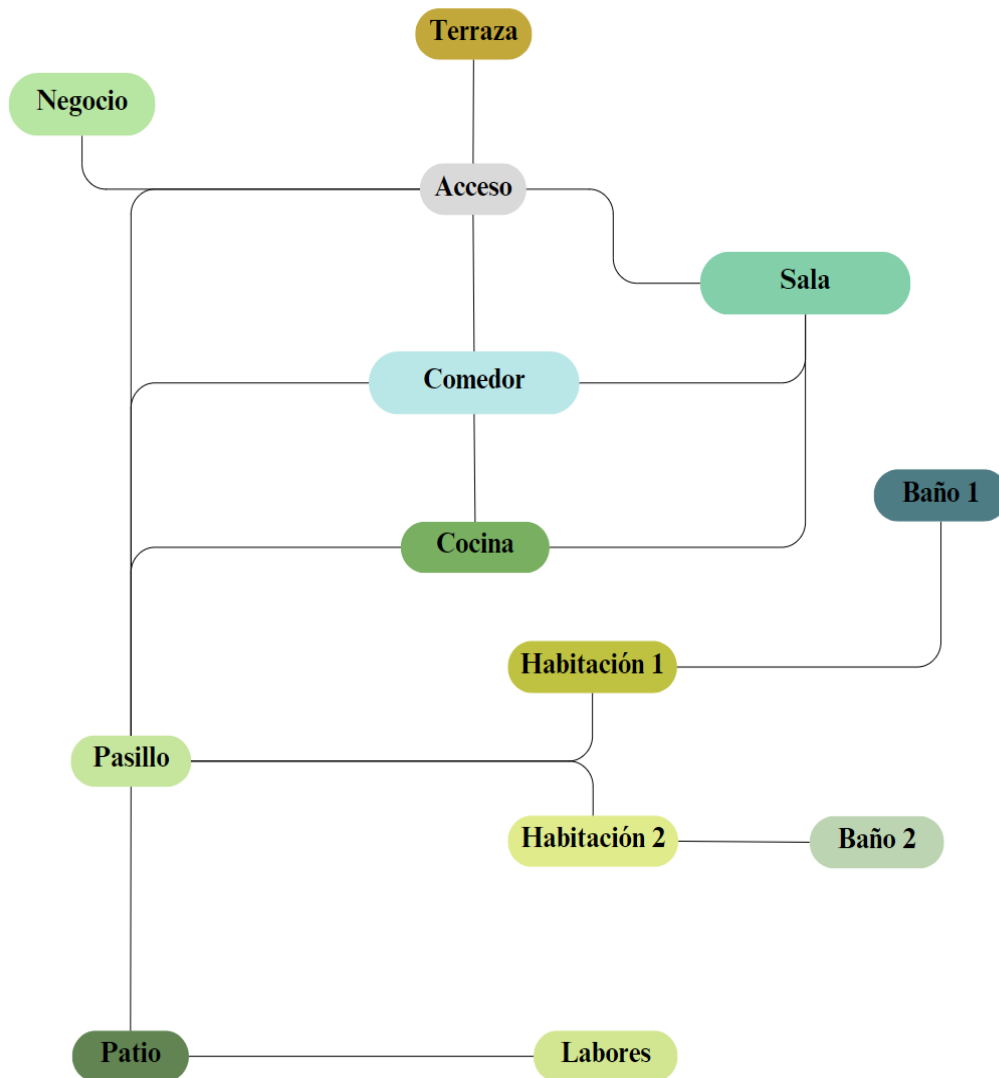 Terraza
Negocio
Acceso
Sala
Comedor
Baño 1
Cocina
Habitación 1
Pasillo
Habitación 2
Baño 2
Patio
Labores